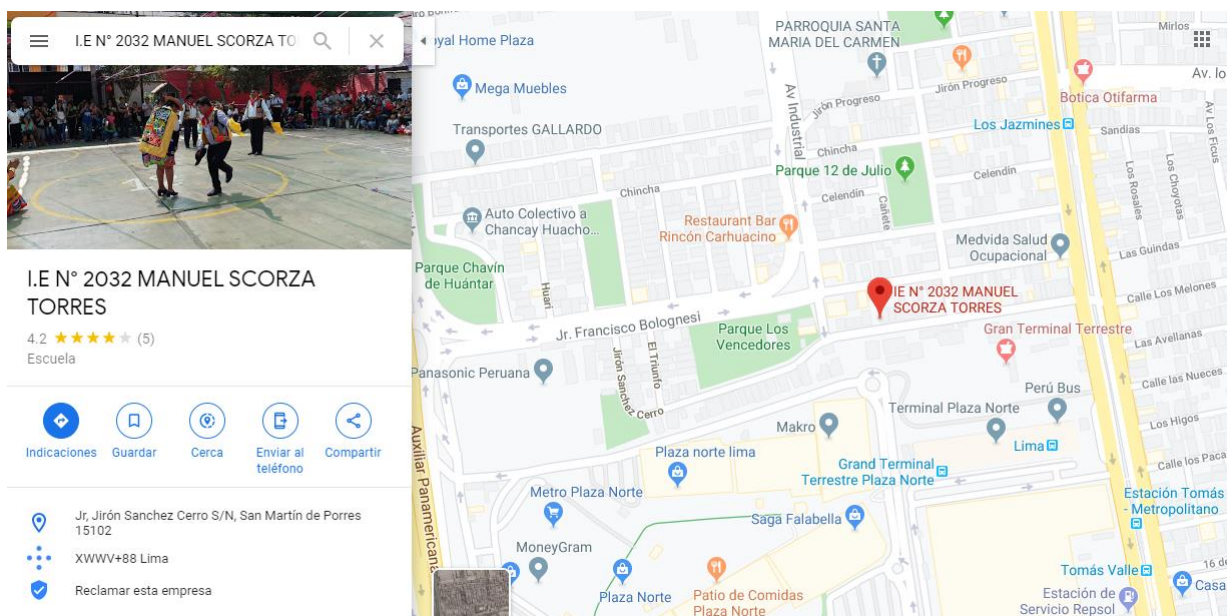 I.E N° 2032 MANUEL SCORZA TO
I.E N° 2032 MANUEL SCORZA
TORRES
4.2
(5)
Escuela
Indicaciones
Guardar
Cerca
Enviar al
teléfono
Compartir
Jr, Jirón Sanchez Cerro S/N, San Martín de Porres
15102
XWWV+88 Lima
Reclamar esta empresa
PARROQUIA SANTA
MARIA DEL CARMEN
Mirlos
oyal Home Plaza
Av. lo
Mega Muebles
Jirón Progreso
Jirón Progreso
Botica Otifarma
Av Industrial
Av Los Ficus
Transportes GALLARDO
Los Jazmines
Sandías
Chincha
Parque 12 de Julio
Celendín
Los Rosales
Los Choyotas
Chincha
Celendín
Cañete
Auto Colectivo a
Chancay Huacho...
Restaurant Bar
Rincón Carhuacino
Medvida Salud
Ocupacional
Las Guindas
Parque Chavín
de Huántar
Huari
IE N° 2032 MANUEL
SCORZA TORRES
Calle Los Melones
Jr. Francisco Bolognesi
Parque Los
Vencedores
Gran Terminal Terrestre
Las Avellanas
Jirón Sanchez Cerro
El Triunfo
Panasonic Peruana
Calle las Nueces
Perú Bus
Terminal Plaza Norte
Makro
Los Higos
Lima
Auxiliar Panamericana
Plaza norte lima
Grand Terminal
Terrestre Plaza Norte
Calle los Paca
Metro Plaza Norte
Estación Tomás
- Metropolitano
Saga Falabella
MoneyGram
Tomás Valle
16 de
Plaza Norte
Patio de Comidas
Plaza Norte
Estación de
Servicio Repsol
Casa